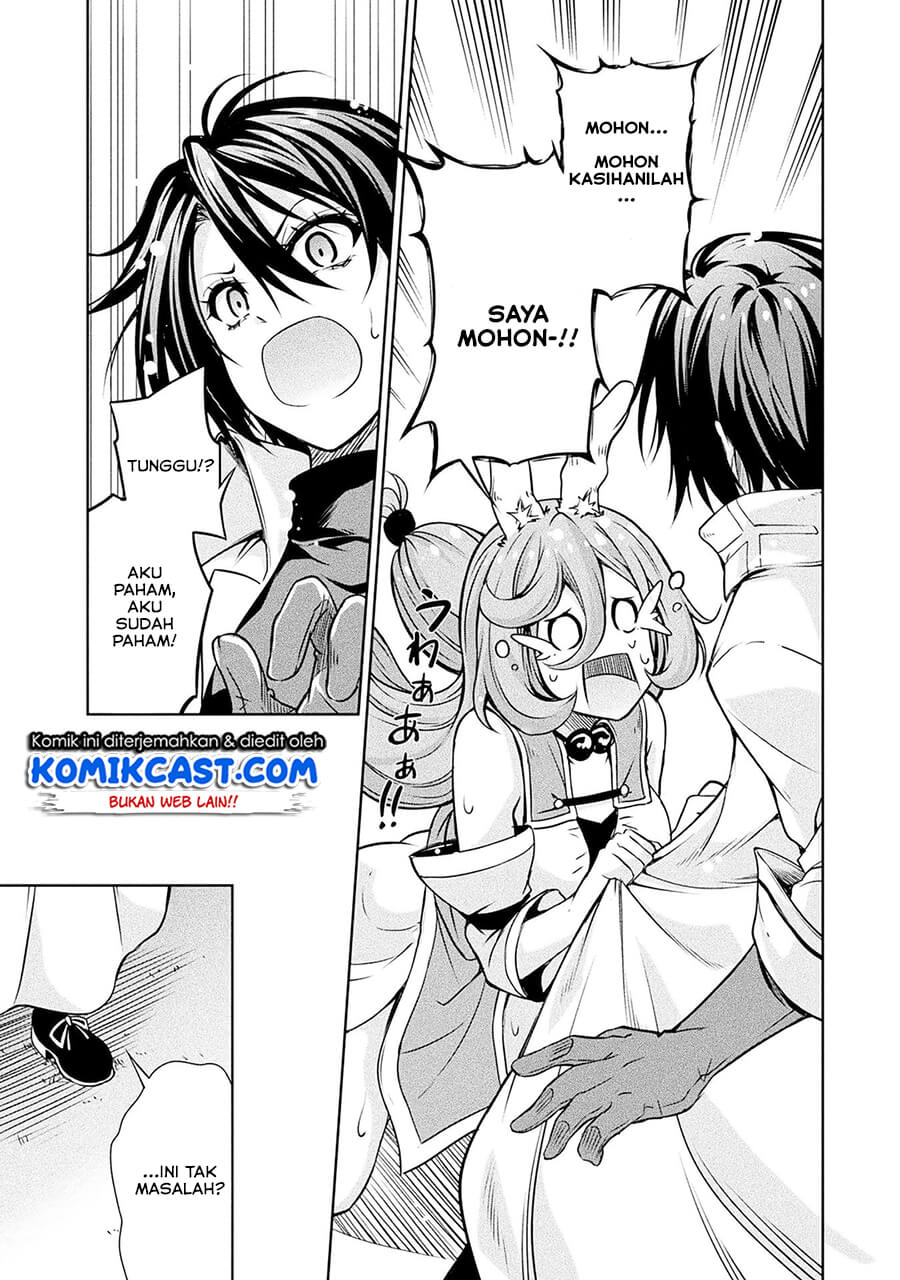 MOHON...
MOHON
KASIHANILAH
...
SAYA
MOHON-!!
うわぁぁぁ!!
TUNGGU!?
AKU
PAHAM,
AKU
SUDAH
PAHAM!
Komik ini diterjemahkan & diedit oleh
KOMIKCAST.COM
BUKAN WEB LAIN!!
...INI TAK
MASALAH?